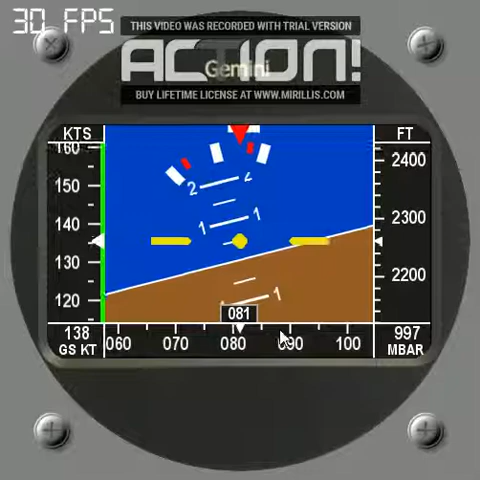 30 FPS
THIS VIDEO WAS RECORDED WITH TRIAL VERSION
ACTION!
Gemini
BUY LIFETIME LICENSE AT WWW.MIRILLIS.COM
KTS
FT
160
150
140
130
120
2400
2300
2200
2 2
1 1
1
081
138
GS KT
060 070 080 090 100
997
MBAR